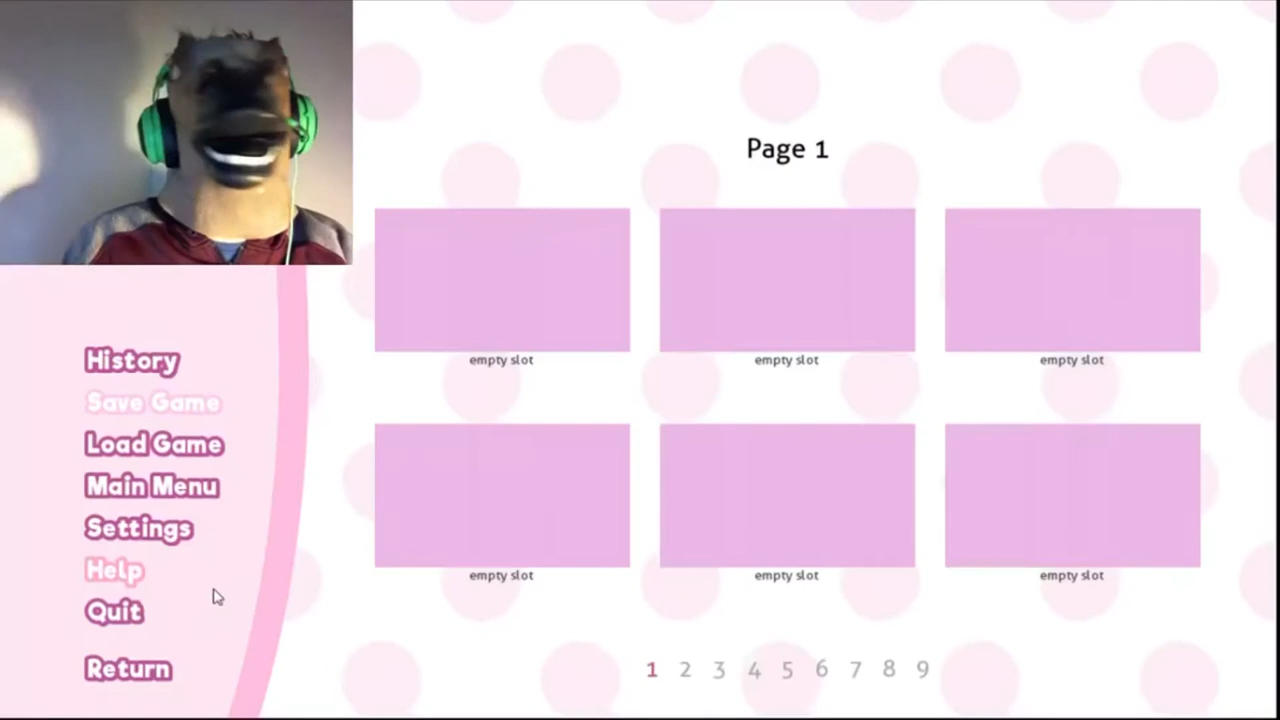 Page 1
empty slot
empty slot
empty slot
empty slot
empty slot
empty slot
1 2 3 4 5 6 7 8 9
History
Save Game
Load Game
Main Menu
Settings
Help
Quit
Return